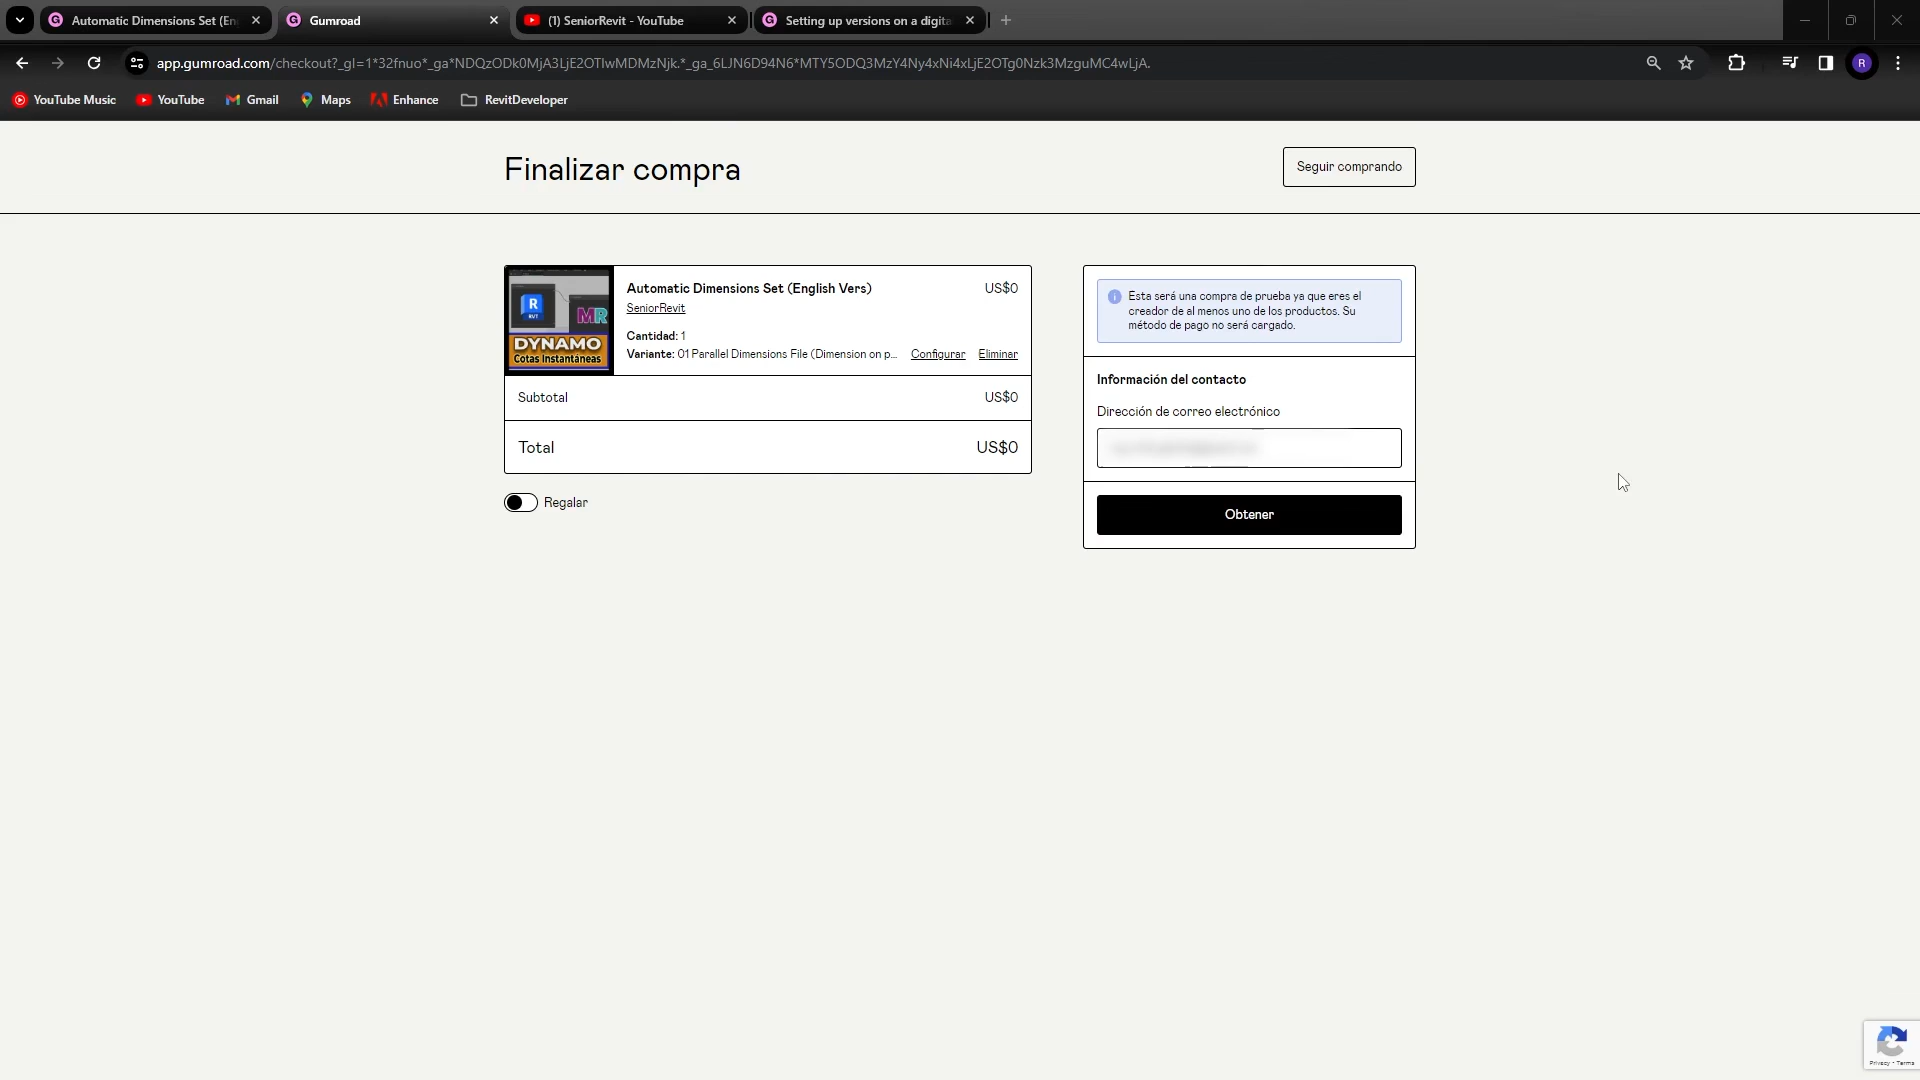 Automatic Dimensions Set (En
Gumroad
(1) SeniorRevit - YouTube
Setting up versions on a digita
app.gumroad.com/checkout?_gl=1*32fnuo*_ga*NDQzODk0MjA3LjE2OTIwMDMzNjk.*_ga_6LJN6D94N6*MTY5ODQ3MzY4Ny4xNi4xLjE2OTg0Nzk3MzguMC4wLjA.
R
YouTube Music
YouTube
Gmail
Maps
Enhance
RevitDeveloper
Finalizar compra
Seguir comprando
R
RVT
MR
DYNAMO
Cotas Instantáneas
Automatic Dimensions Set (English Vers)
US$0
SeniorRevit
Cantidad: 1
Variante: 01 Parallel Dimensions File (Dimension on p...
Configurar
Eliminar
Subtotal
US$0
Total
US$0
Regalar
Esta será una compra de prueba ya que eres el
creador de al menos uno de los productos. Su
método de pago no será cargado.
Información del contacto
Dirección de correo electrónico
Obtener
Privacy - Terms